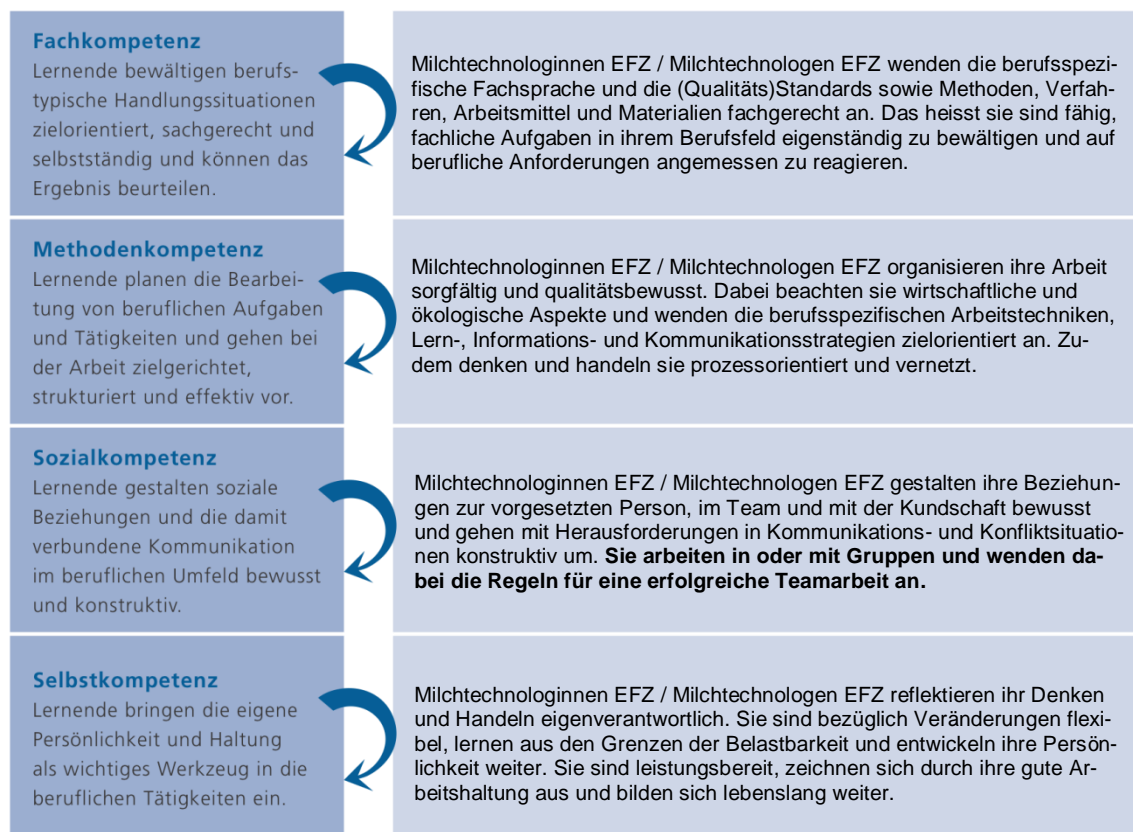 Fachkompetenz
Lernende bewältigen berufs-
typische Handlungssituationen
zielorientiert, sachgerecht und
selbstständig und können das
Ergebnis beurteilen.
Milchtechnologinnen EFZ / Milchtechnologen EFZ wenden die berufsspezi-
fische Fachsprache und die (Qualitäts)Standards sowie Methoden, Verfah-
ren, Arbeitsmittel und Materialien fachgerecht an. Das heisst sie sind fähig,
fachliche Aufgaben in ihrem Berufsfeld eigenständig zu bewältigen und auf
berufliche Anforderungen angemessen zu reagieren.
Methodenkompetenz
Lernende planen die Bearbei-
tung von beruflichen Aufgaben
und Tätigkeiten und gehen bei
der Arbeit zielgerichtet,
strukturiert und effektiv vor.
Milchtechnologinnen EFZ / Milchtechnologen EFZ organisieren ihre Arbeit
sorgfältig und qualitätsbewusst. Dabei beachten sie wirtschaftliche und
ökologische Aspekte und wenden die berufsspezifischen Arbeitstechniken,
Lern-, Informations- und Kommunikationsstrategien zielorientiert an. Zu-
dem denken und handeln sie prozessorientiert und vernetzt.
Sozialkompetenz
Lernende gestalten soziale
Beziehungen und die damit
verbundene Kommunikation
im beruflichen Umfeld bewusst
und konstruktiv.
Milchtechnologinnen EFZ / Milchtechnologen EFZ gestalten ihre Beziehun-
gen zur vorgesetzten Person, im Team und mit der Kundschaft bewusst
und gehen mit Herausforderungen in Kommunikations- und Konfliktsituatio-
nen konstruktiv um. Sie arbeiten in oder mit Gruppen und wenden da-
bei die Regeln für eine erfolgreiche Teamarbeit an.
Selbstkompetenz
Lernende bringen die eigene
Persönlichkeit und Haltung
als wichtiges Werkzeug in die
beruflichen Tätigkeiten ein.
Milchtechnologinnen EFZ / Milchtechnologen EFZ reflektieren ihr Denken
und Handeln eigenverantwortlich. Sie sind bezüglich Veränderungen flexi-
bel, lernen aus den Grenzen der Belastbarkeit und entwickeln ihre Persön-
lichkeit weiter. Sie sind leistungsbereit, zeichnen sich durch ihre gute Ar-
beitshaltung aus und bilden sich lebenslang weiter.